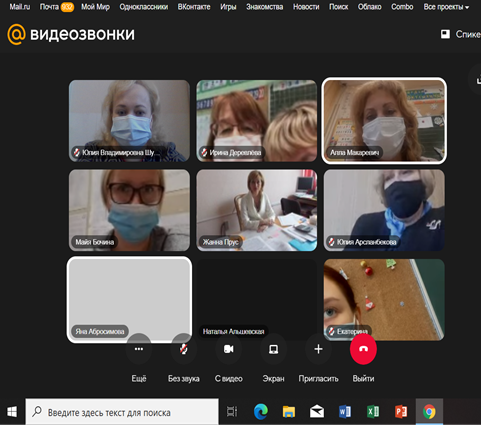 Mail.ru Почта 932 Мой Мир Одноклассники ВКонтакте Игры Знакомства Новости Поиск Облако Combo Все проекты
@ ВИДЕОЗВОНКИ
Спике
Юлия Владимировна Шу...
Ирина Деревлёва
Алла Макаревич
Майя Бочина
Жанна Прус
Юлия Арсланбекова
Яна Абросимова
Наталья Альшевская
Екатерина
Ещё
Без звука
С видео
Экран
Пригласить
Выйти
Введите здесь текст для поиска